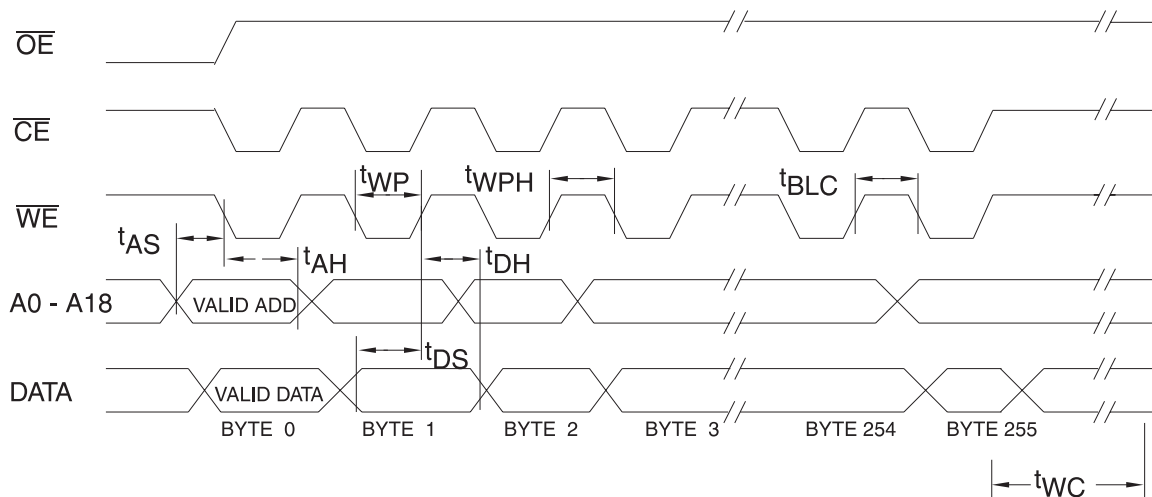 OE
CE
tWP tWPH tBLC
WE
tAS tAH tDH
A0 - A18 VALID ADD
tDS
DATA VALID DATA
BYTE 0 BYTE 1 BYTE 2 BYTE 3 BYTE 254 BYTE 255
tWC